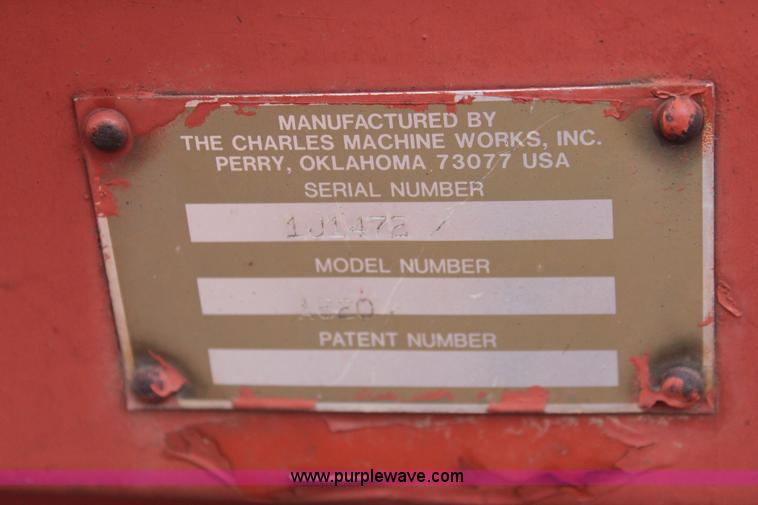 MANUFACTURED BY
THE CHARLES MACHINE WORKS, INC.
PERRY, OKLAHOMA 73077 USA
SERIAL NUMBER
1J1472
MODEL NUMBER
PATENT NUMBER
www.purplewave.com